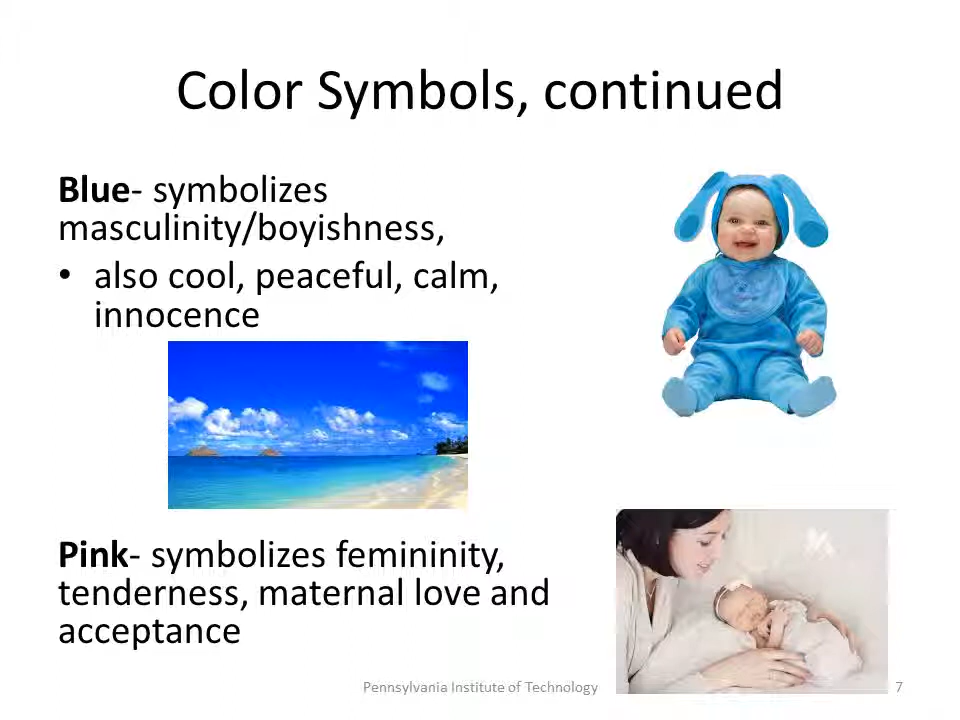 Color Symbols, continued
Blue- symbolizes
masculinity/boyishness,
• also cool, peaceful, calm,
innocence
Pink- symbolizes femininity,
tenderness, maternal love and
acceptance
Pennsylvania Institute of Technology
7